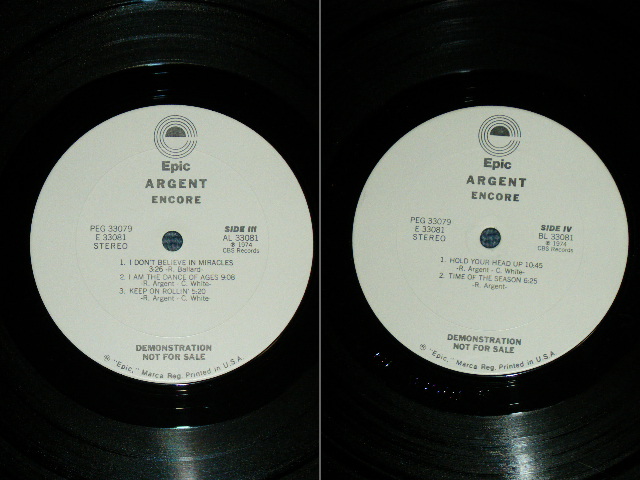 Epic
ARGENT
ENCORE
PEG 33079
E 33081
STEREO
SIDE III
AL 33081
℗ 1974
CBS Records
1. I DON'T BELIEVE IN MIRACLES
3:26 -R. Ballard-
2. I AM THE DANCE OF AGES 9:08
-R. Argent - C. White-
3. KEEP ON ROLLIN' 5:20
-R. Argent - C. White-
DEMONSTRATION
NOT FOR SALE
® "Epic," Marca Reg. Printed in U.S.A.
Epic
ARGENT
ENCORE
PEG 33079
E 33081
STEREO
SIDE IV
BL 33081
℗ 1974
CBS Records
1. HOLD YOUR HEAD UP 10:45
-R. Argent - C. White-
2. TIME OF THE SEASON 6:25
-R. Argent-
DEMONSTRATION
NOT FOR SALE
® "Epic," Marca Reg. Printed in U.S.A.